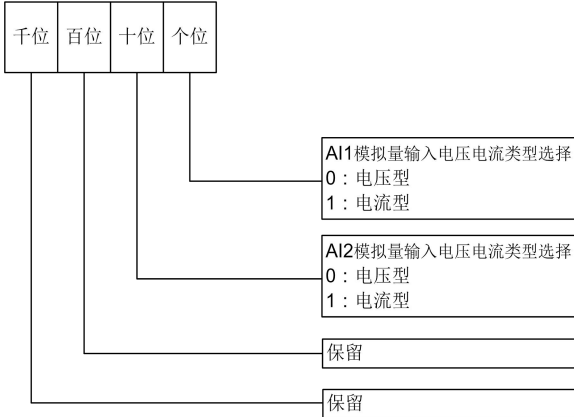 千位 百位 十位 个位
AI1模拟量输入电压电流类型选择
0：电压型
1：电流型
AI2模拟量输入电压电流类型选择
0：电压型
1：电流型
保留
保留